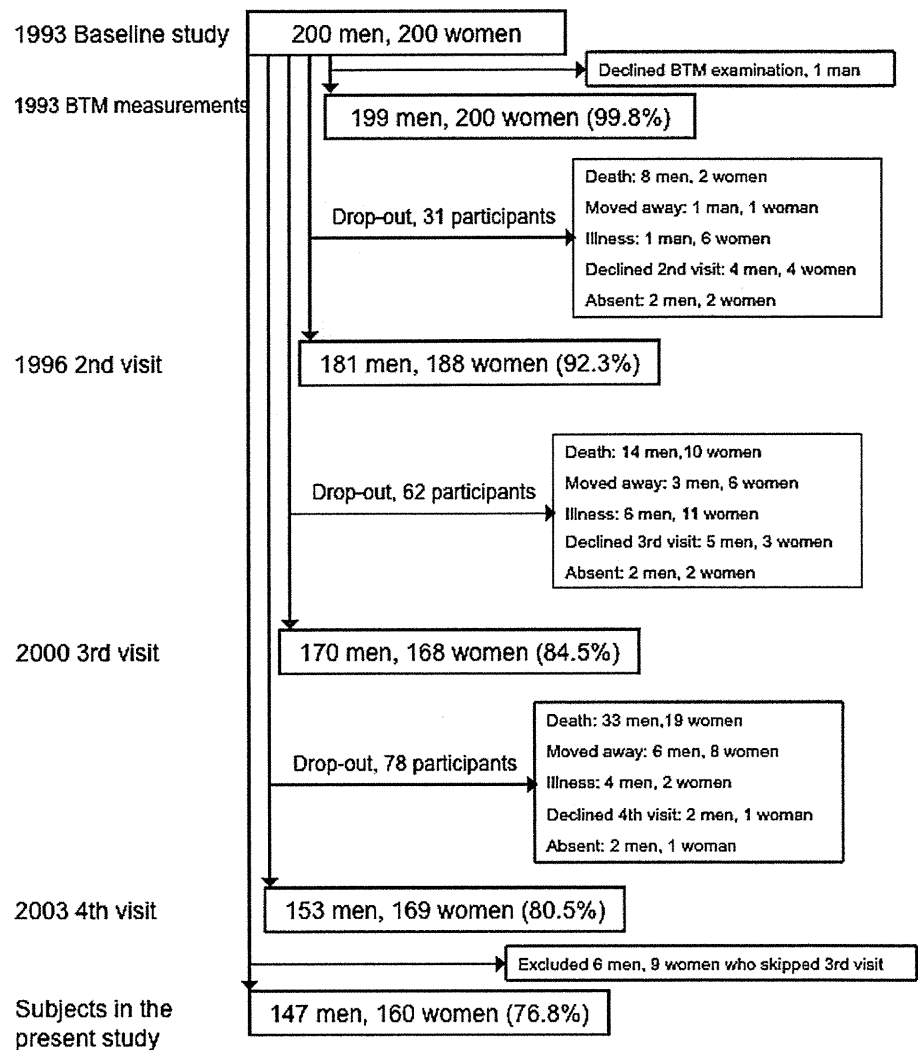 1993 Baseline study
200 men, 200 women
Declined BTM examination, 1 man
1993 BTM measurements
199 men, 200 women (99.8%)
Drop-out, 31 participants
Death: 8 men, 2 women
Moved away: 1 man, 1 woman
Illness: 1 man, 6 women
Declined 2nd visit: 4 men, 4 women
Absent: 2 men, 2 women
1996 2nd visit
181 men, 188 women (92.3%)
Drop-out, 62 participants
Death: 14 men,10 women
Moved away: 3 men, 6 women
Illness: 6 men, 11 women
Declined 3rd visit: 5 men, 3 women
Absent: 2 men, 2 women
2000 3rd visit
170 men, 168 women (84.5%)
Drop-out, 78 participants
Death: 33 men,19 women
Moved away: 6 men, 8 women
Illness: 4 men, 2 women
Declined 4th visit: 2 men, 1 woman
Absent: 2 men, 1 woman
2003 4th visit
153 men, 169 women (80.5%)
Excluded 6 men, 9 women who skipped 3rd visit
Subjects in the
present study
147 men, 160 women (76.8%)